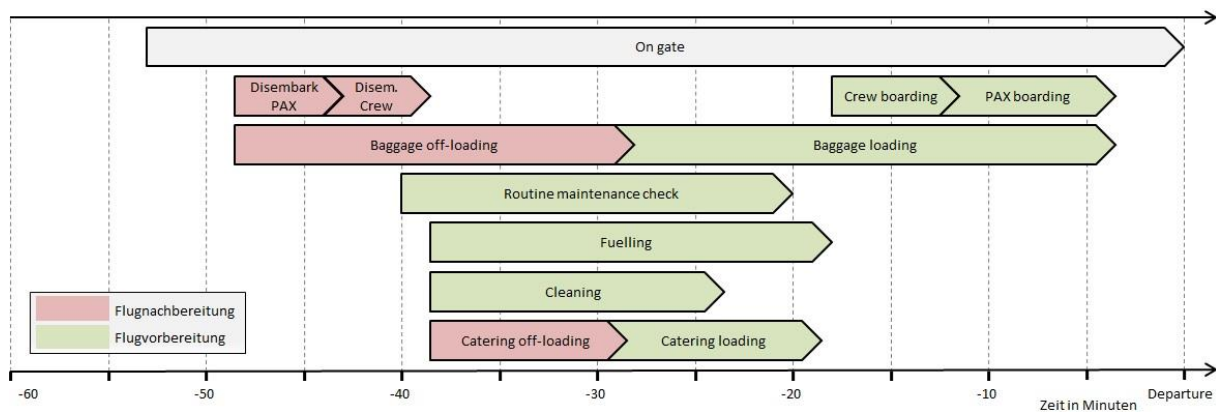 On gate
Disembark
PAX
Disem.
Crew
Crew boarding
PAX boarding
Baggage off-loading
Baggage loading
Routine maintenance check
Fuelling
Cleaning
Flugnachbereitung
Flugvorbereitung
Catering off-loading
Catering loading
-60
-50
-40
-30
-20
-10
Departure
Zeit in Minuten